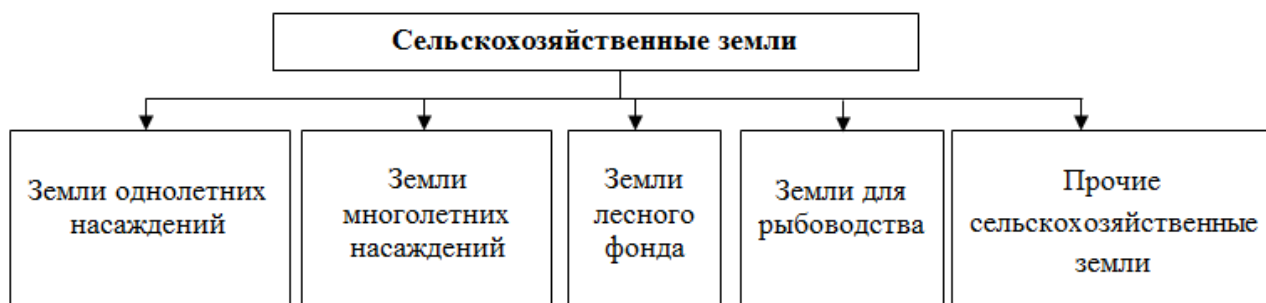 Сельскохозяйственные земли
Земли однолетних
насаждений
Земли
многолетних
насаждений
Земли
лесного
фонда
Земли для
рыбоводства
Прочие
сельскохозяйственные
земли